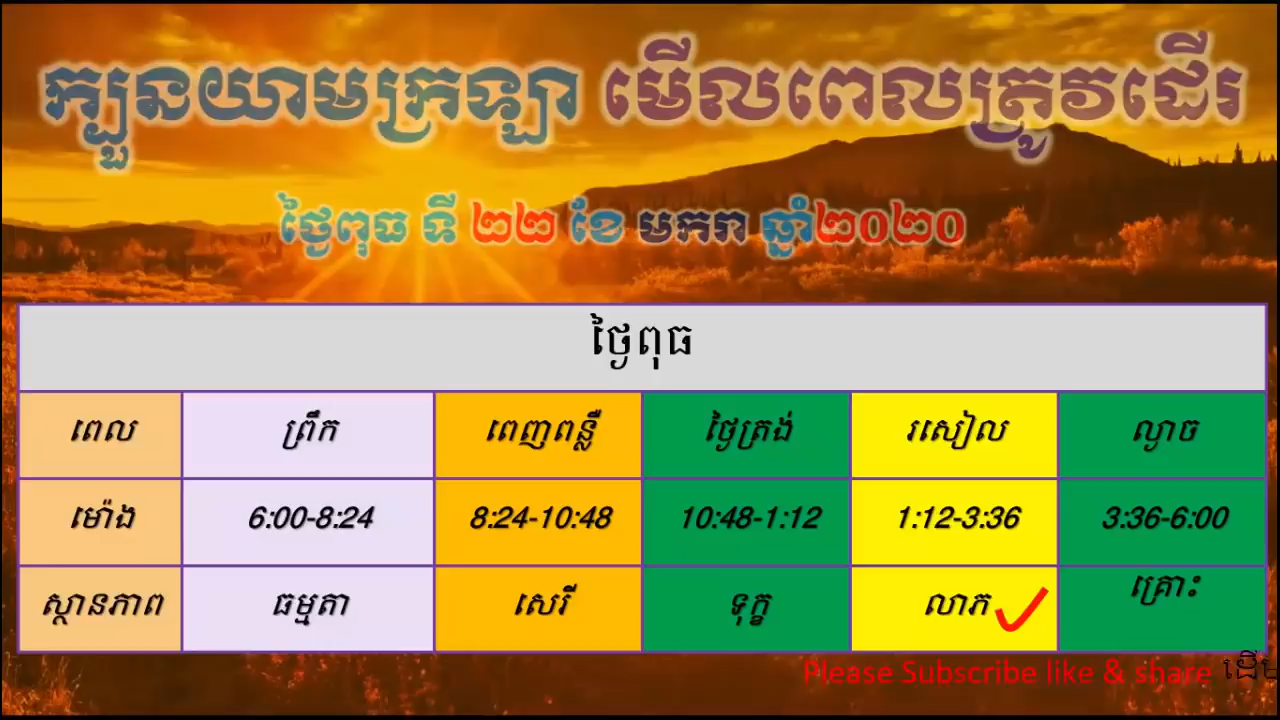 ក្បួនយាមក្រឡា មើលពេលត្រូវដើរ
ថ្ងៃពុធ ទី ២២ ខែ មករា ឆ្នាំ២០២០
ថ្ងៃពុធ
ពេល ព្រឹក ពេញពន្លឺ ថ្ងៃត្រង់ រសៀល ល្ងាច
ម៉ោង 6:00-8:24 8:24-10:48 10:48-1:12 1:12-3:36 3:36-6:00
ស្ថានភាព ធម្មតា សេរី ទុក្ខ លាភ គ្រោះ
Please Subscribe like & share